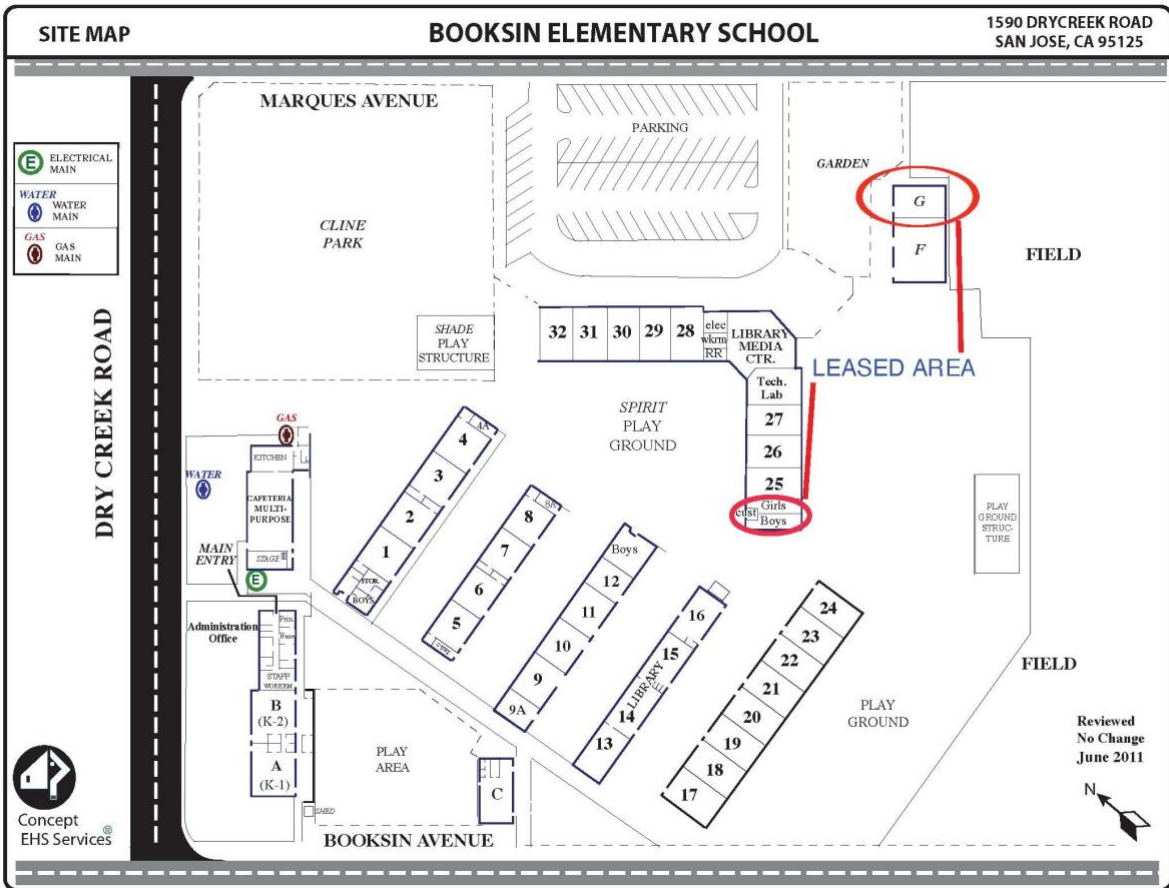 SITE MAP
BOOKSIN ELEMENTARY SCHOOL
1590 DRYCREEK ROAD
SAN JOSE, CA 95125
MARQUES AVENUE
PARKING
E ELECTRICAL
MAIN
WATER
WATER
MAIN
GAS
GAS
MAIN
GARDEN
G
F
FIELD
CLINE
PARK
DRY CREEK ROAD
SHADE
PLAY
STRUCTURE
32 31 30 29 28
elec
wkrm
RR
LIBRARY
MEDIA
CTR.
LEASED AREA
Tech.
Lab
27
26
25
Girls
Boys
cust
SPIRIT
PLAY
GROUND
GAS
KITCHEN
WATER
CAFETERIA
MULTI-
PURPOSE
STAGE
E
MAIN
ENTRY
4A
4
3
2
1
STOR.
BOYS
8
7
6
5
Boys
12
11
10
9
9A
16
15
LIBRARY
14
13
24
23
22
21
20
19
18
17
PLAY
GROUND
STRUC-
TURE
PLAY
GROUND
FIELD
Administration
Office
STAFF
WORKRM
B
(K-2)
A
(K-1)
PLAY
AREA
C
SHED
BOOKSIN AVENUE
Reviewed
No Change
June 2011
N
Concept
EHS Services®